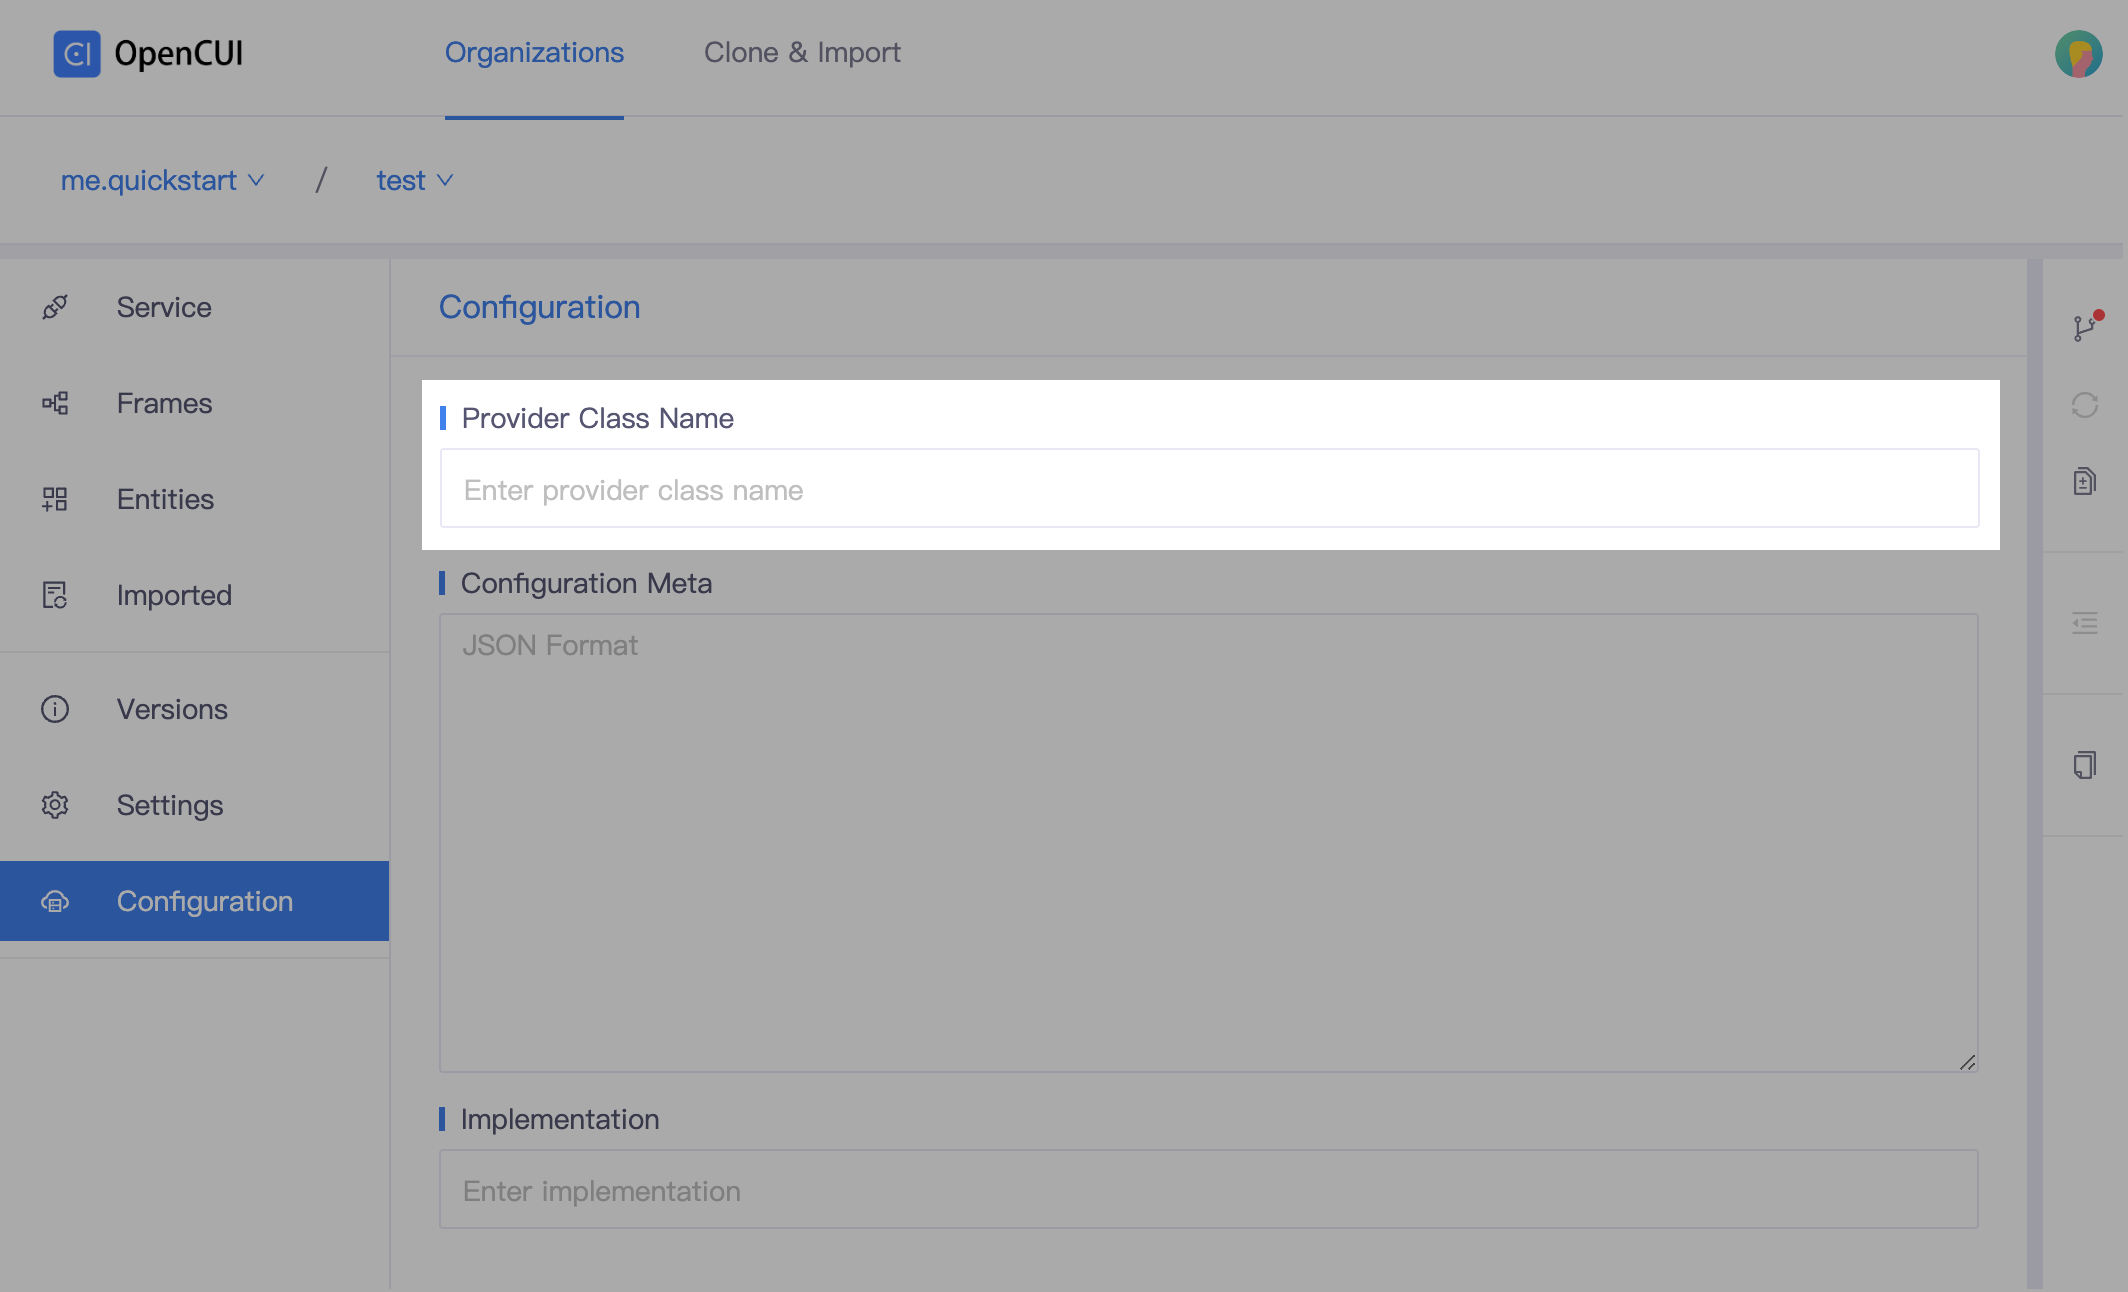 CI OpenCUI
Organizations
Clone & Import
me.quickstart / test
Service
Frames
Entities
Imported
Versions
Settings
Configuration
Configuration
Provider Class Name
Enter provider class name
Configuration Meta
JSON Format
Implementation
Enter implementation